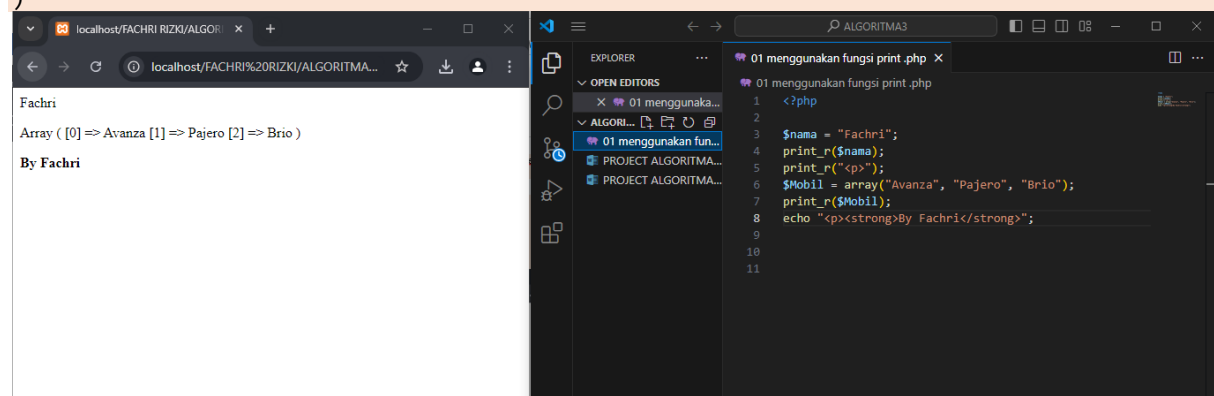 )
localhost/FACHRI RIZKI/ALGORI
localhost/FACHRI%20RIZKI/ALGORITMA...
Fachri
Array ( [0] => Avanza [1] => Pajero [2] => Brio )
By Fachri
ALGORITMA3
EXPLORER ...
OPEN EDITORS
01 menggunaka...
ALGORI...
01 menggunakan fun...
PROJECT ALGORITMA...
PROJECT ALGORITMA...
01 menggunakan fungsi print .php
01 menggunakan fungsi print .php
1 <?php
2
3 $nama = "Fachri";
4 print_r($nama);
5 print_r("<p>");
6 $Mobil = array("Avanza", "Pajero", "Brio");
7 print_r($Mobil);
8 echo "<p><strong>By Fachri</strong>";
9
10
11